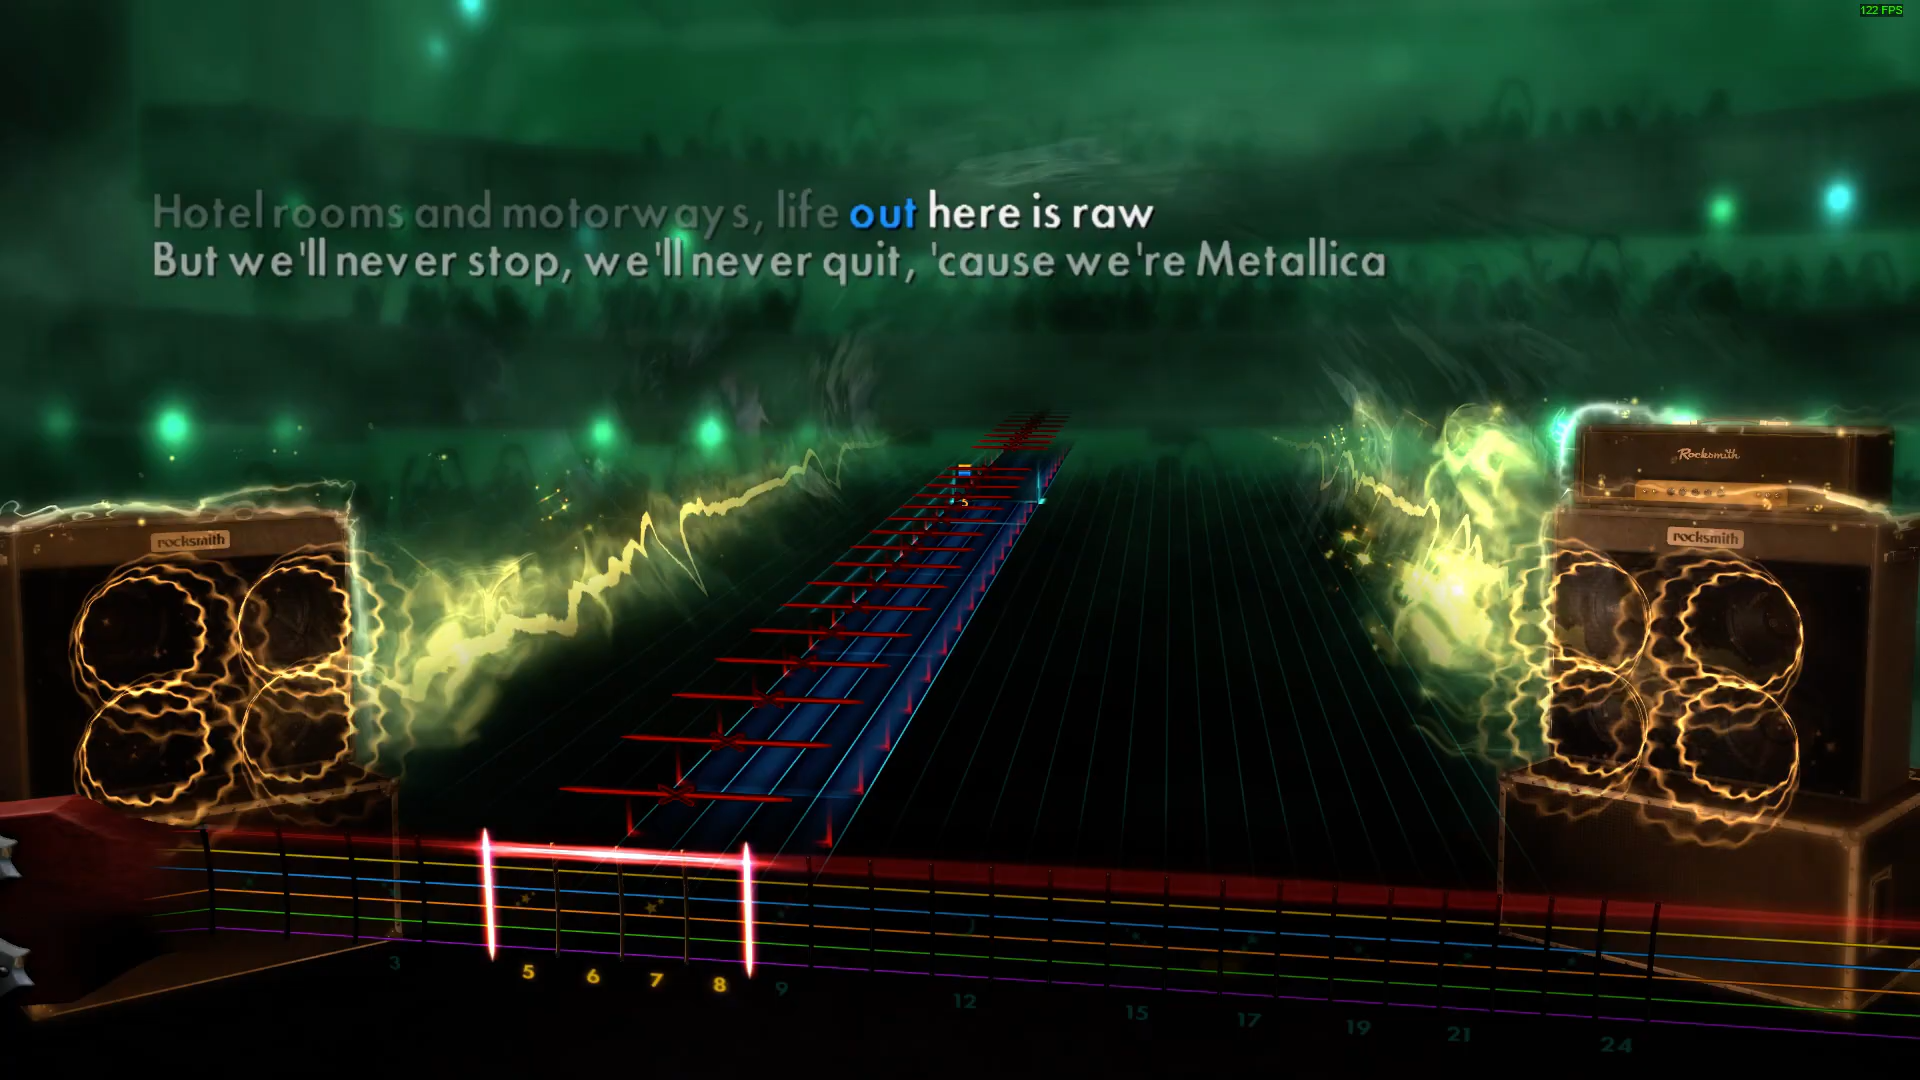 122 FPS
Hotel rooms and motorways, life out here is raw
But we'll never stop, we'll never quit, 'cause we're Metallica
Rocksmith
rocksmith
rocksmith
5
3
5 6 7 8 9 12 15 17 19 21 24